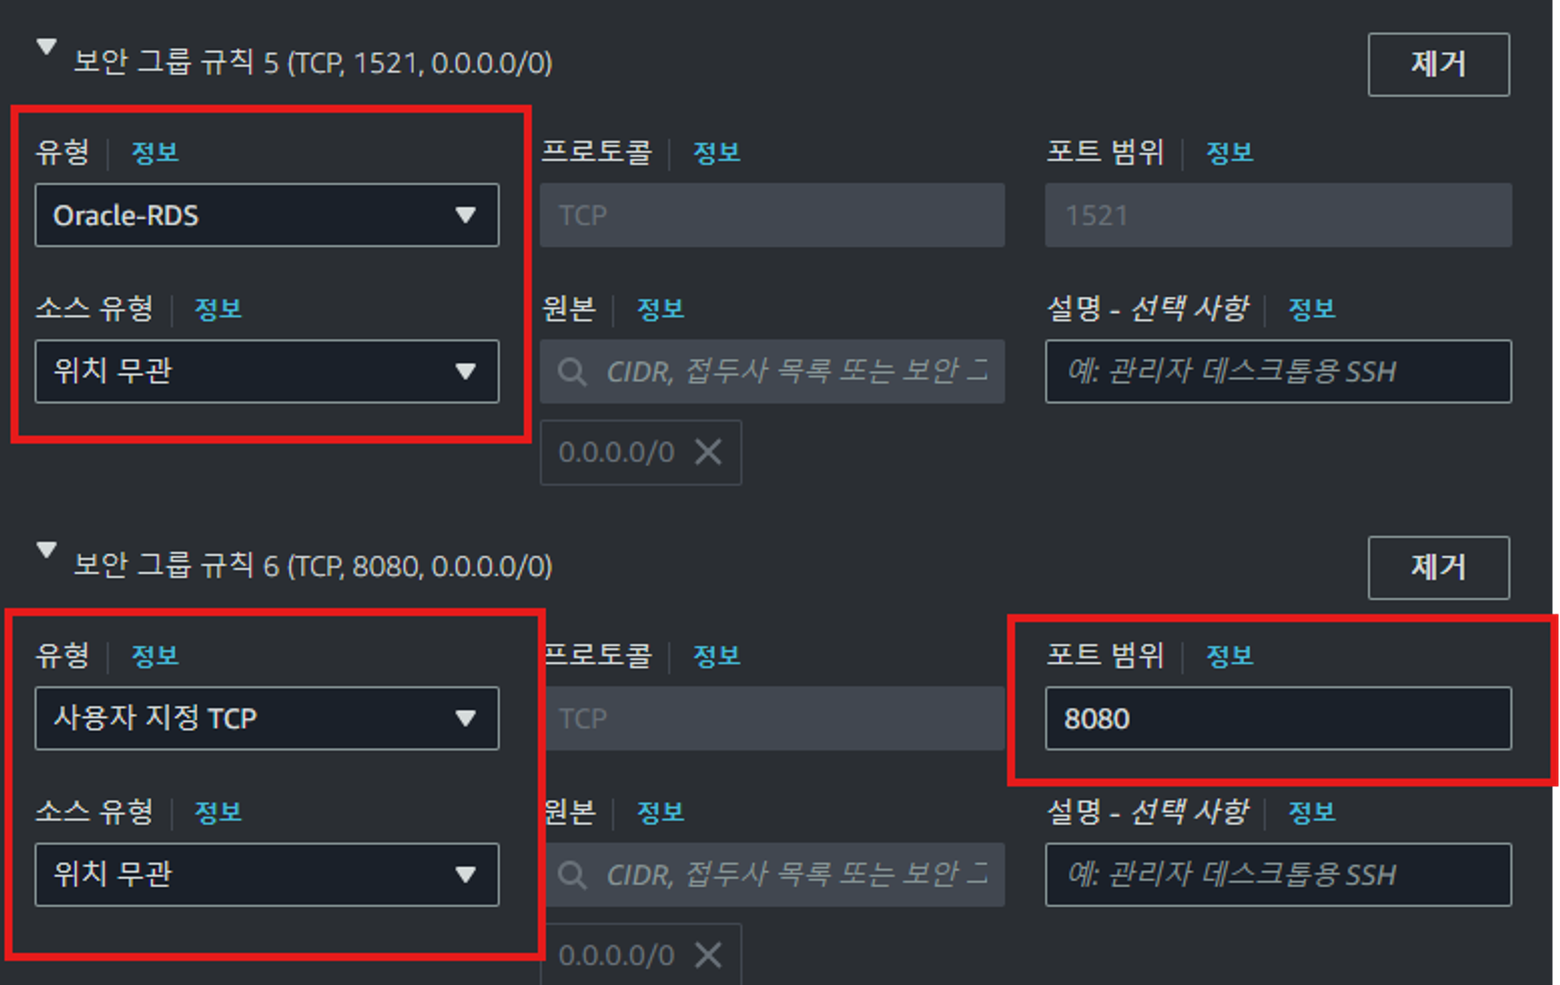 보안 그룹 규칙 5 (TCP, 1521, 0.0.0.0/0)
제거
유형 정보
프로토콜 정보
포트 범위 정보
Oracle-RDS
TCP
1521
소스 유형 정보
원본 정보
설명 - 선택 사항 정보
위치 무관
CIDR, 접두사 목록 또는 보안 그
예: 관리자 데스크톱용 SSH
0.0.0.0/0
보안 그룹 규칙 6 (TCP, 8080, 0.0.0.0/0)
제거
유형 정보
프로토콜 정보
포트 범위 정보
사용자 지정 TCP
TCP
8080
소스 유형 정보
원본 정보
설명 - 선택 사항 정보
위치 무관
CIDR, 접두사 목록 또는 보안 그
예: 관리자 데스크톱용 SSH
0.0.0.0/0